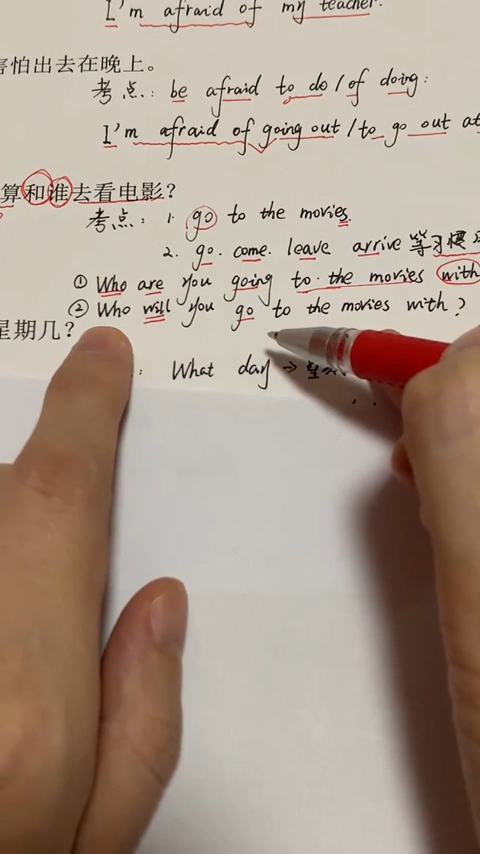 I'm afraid of my teacher.
害怕出去在晚上。
考点: be afraid to do / of doing:
I'm afraid of going out / to go out at
算和谁去看电影?
考点: 1. go to the movies.
2. go. come. leave arrive 等
① Who are you going to the movies with
② Who will you go to the movies with?
星期几?
: What day →